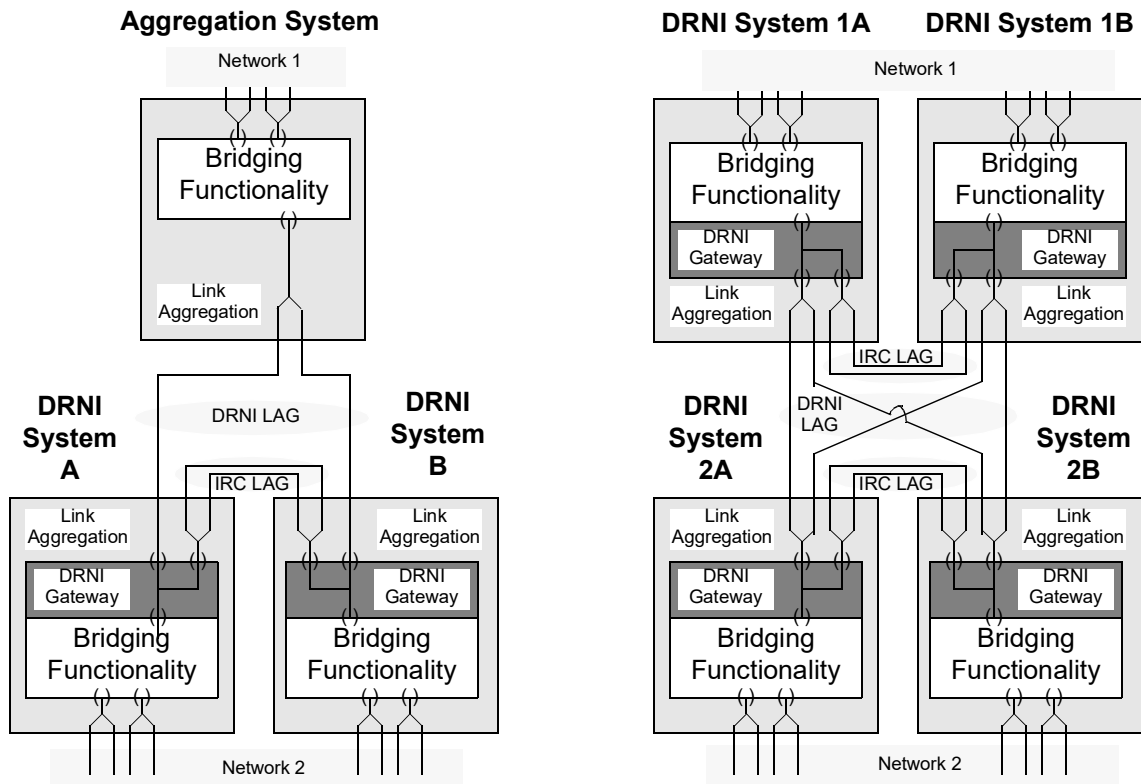 Aggregation System
Network 1
Bridging
Functionality
Link
Aggregation
DRNI LAG
DRNI
System
A
DRNI
System
B
IRC LAG
Link
Aggregation
Link
Aggregation
DRNI
Gateway
DRNI
Gateway
Bridging
Functionality
Bridging
Functionality
Network 2
DRNI System 1A
DRNI System 1B
Network 1
Bridging
Functionality
Bridging
Functionality
DRNI
Gateway
DRNI
Gateway
Link
Aggregation
Link
Aggregation
IRC LAG
DRNI
LAG
DRNI
System
2A
DRNI
System
2B
IRC LAG
Link
Aggregation
Link
Aggregation
DRNI
Gateway
DRNI
Gateway
Bridging
Functionality
Bridging
Functionality
Network 2